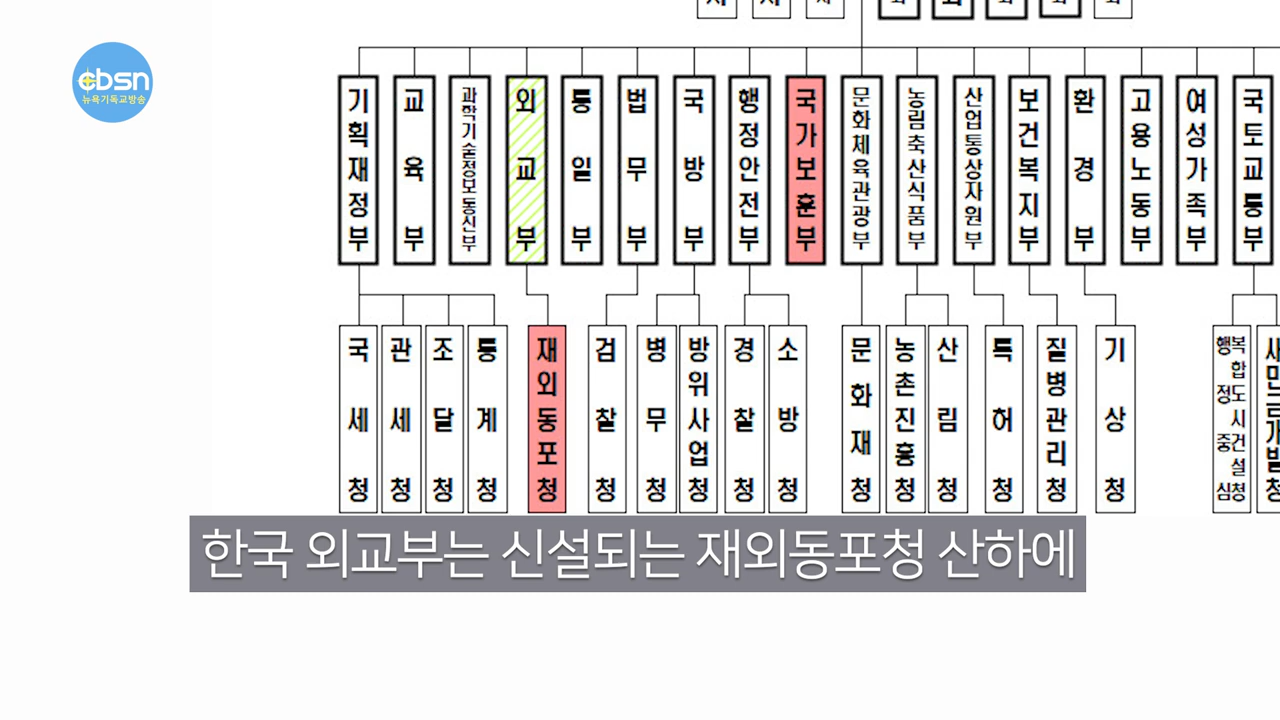 cbsn
뉴욕기독교방송
기획재정부
교육부
과학기술정보통신부
외교부
통일부
법무부
국방부
행정안전부
국가보훈부
문화체육관광부
농림축산식품부
산업통상자원부
보건복지부
환경부
고용노동부
여성가족부
국토교통부
국세청
관세청
조달청
통계청
재외동포청
검찰청
병무청
방위사업청
경찰청
소방청
문화재청
농촌진흥청
산림청
특허청
질병관리청
기상청
행정중심
복합도시건설청
새만금개발청
한국 외교부는 신설되는 재외동포청 산하에